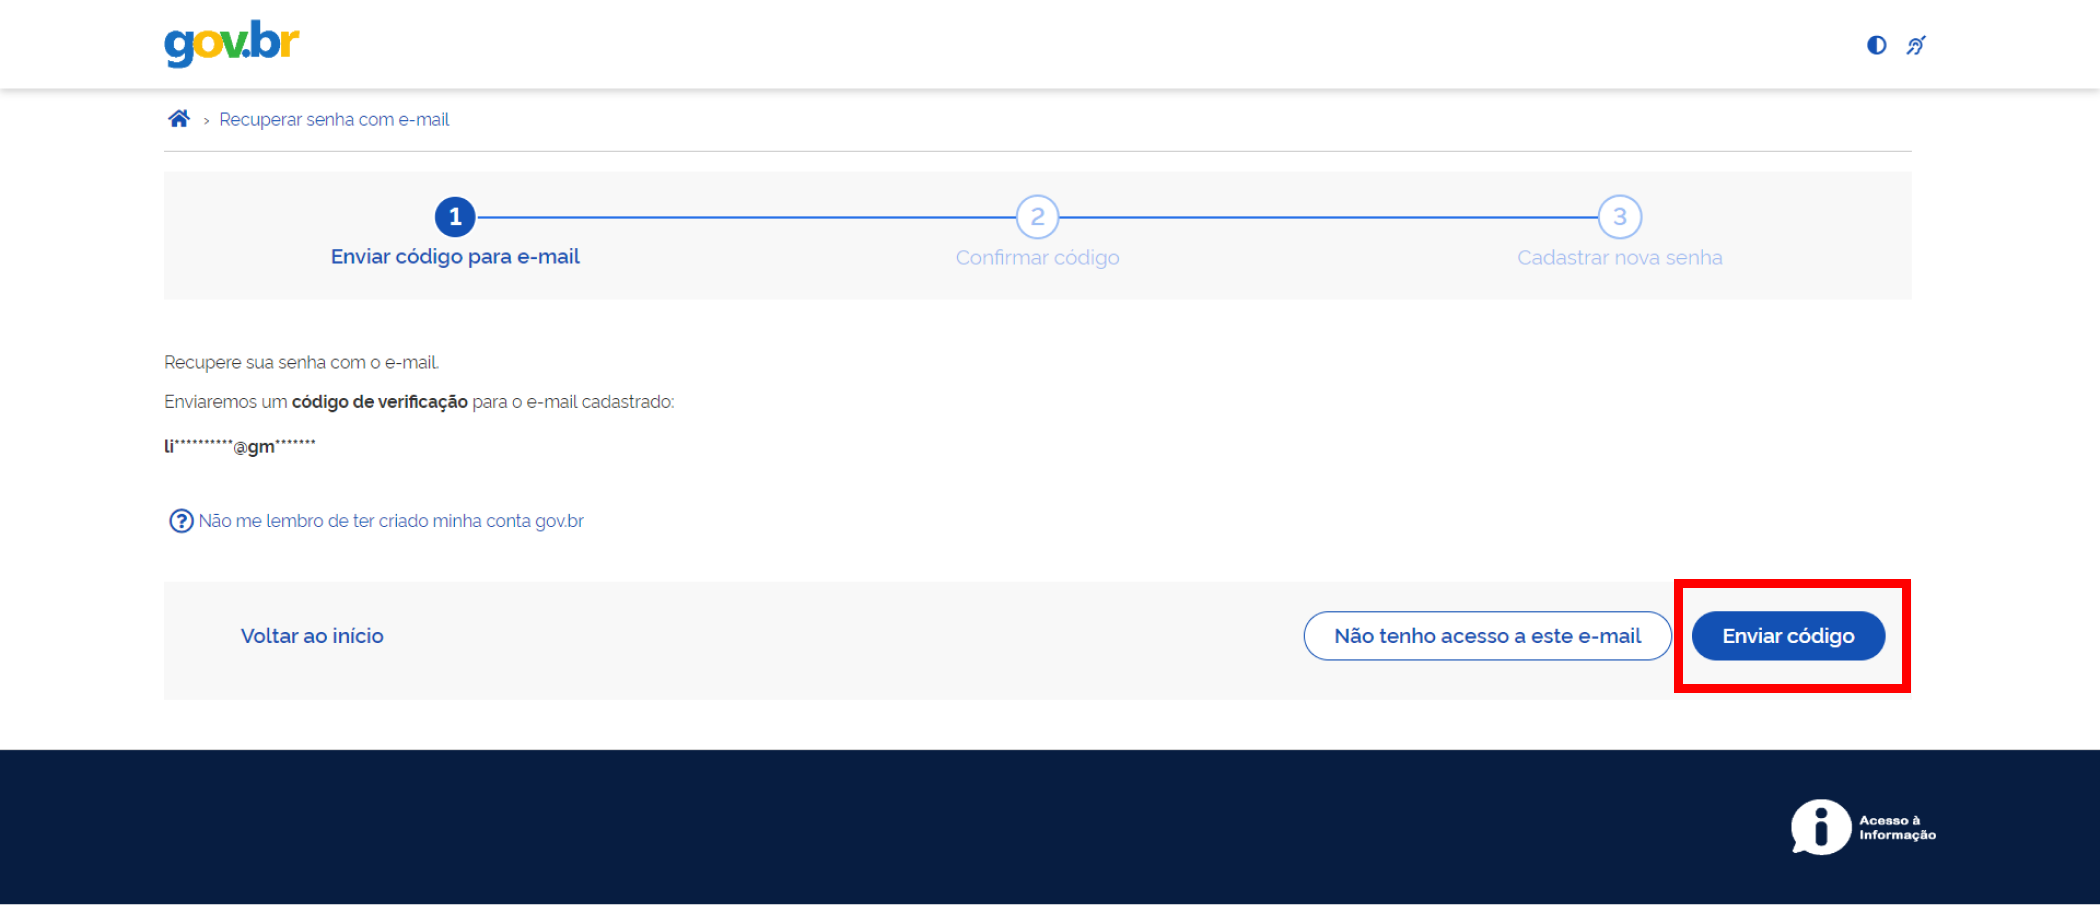 gov.br
› Recuperar senha com e-mail
1
2
3
Enviar código para e-mail
Confirmar código
Cadastrar nova senha
Recupere sua senha com o e-mail.
Enviaremos um código de verificação para o e-mail cadastrado:
li**********@gm*******
? Não me lembro de ter criado minha conta gov.br
Voltar ao início
Não tenho acesso a este e-mail
Enviar código
i
Acesso à
Informação